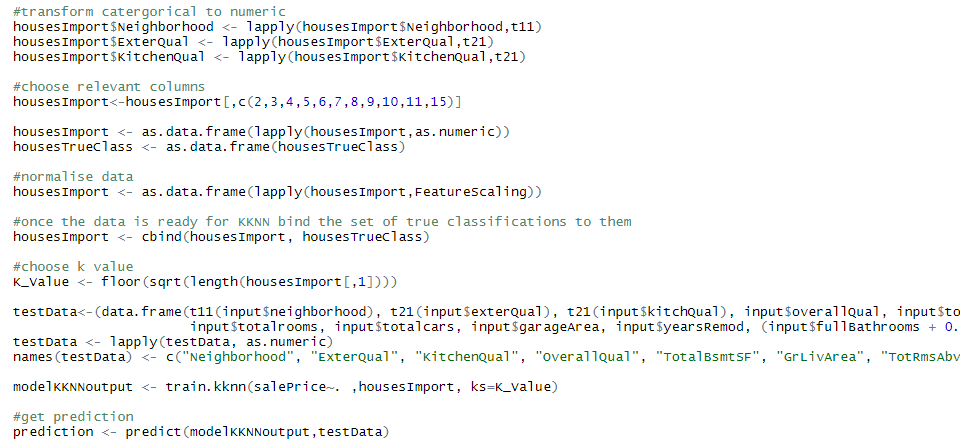 #transform catergorical to numeric
housesImport$Neighborhood <- lapply(housesImport$Neighborhood,t11)
housesImport$ExterQual <- lapply(housesImport$ExterQual,t21)
housesImport$KitchenQual <- lapply(housesImport$KitchenQual,t21)
#choose relevant columns
housesImport<-housesImport[,c(2,3,4,5,6,7,8,9,10,11,15)]
housesImport <- as.data.frame(lapply(housesImport,as.numeric))
housesTrueClass <- as.data.frame(housesTrueClass)
#normalise data
housesImport <- as.data.frame(lapply(housesImport,FeatureScaling))
#once the data is ready for KKNN bind the set of true classifications to them
housesImport <- cbind(housesImport, housesTrueClass)
#choose k value
K_Value <- floor(sqrt(length(housesImport[,1])))
testData<-(data.frame(t11(input$neighborhood), t21(input$exterQual), t21(input$kitchQual), input$overallQual, input$to
input$totalrooms, input$totalcars, input$garageArea, input$yearsRemod, (input$fullBathrooms + 0.
testData <- lapply(testData, as.numeric)
names(testData) <- c("Neighborhood", "ExterQual", "KitchenQual", "OverallQual", "TotalBsmtSF", "GrLivArea", "TotRmsAbv
modelKKNNoutput <- train.kknn(salePrice~. ,housesImport, ks=K_Value)
#get prediction
prediction <- predict(modelKKNNoutput,testData)